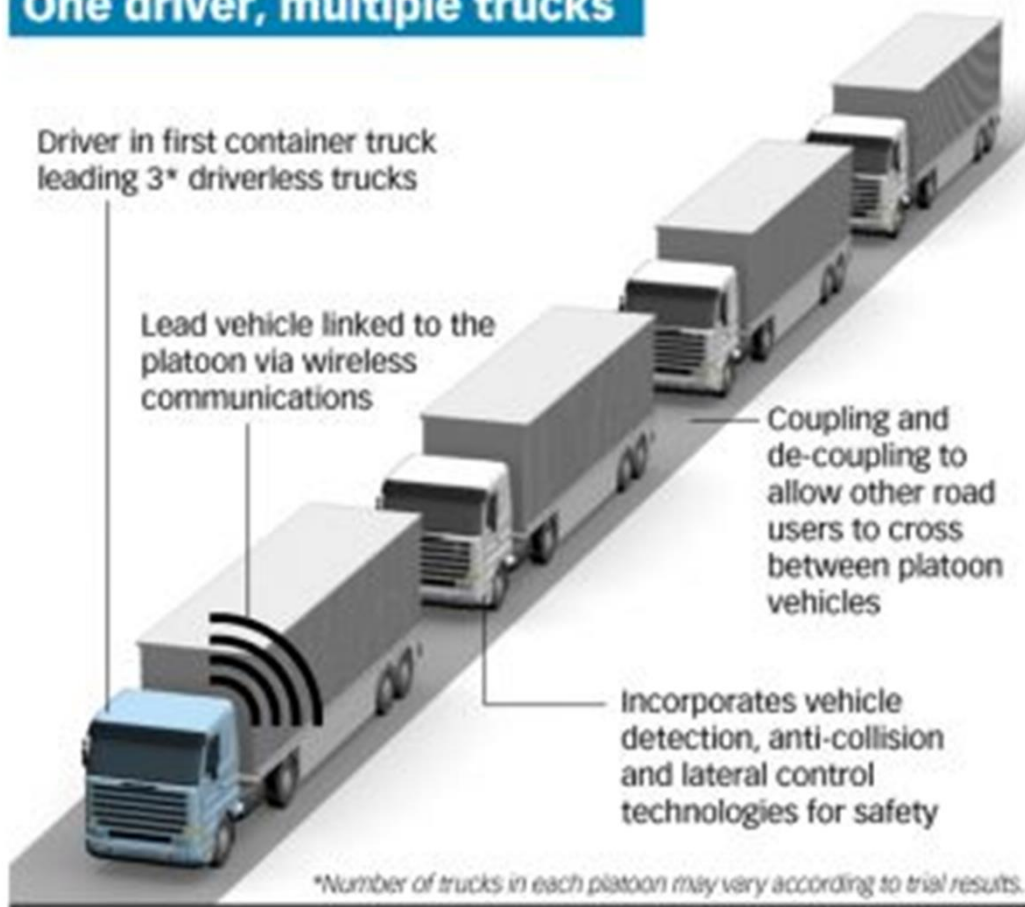 One driver, multiple trucks
Driver in first container truck
leading 3* driverless trucks
Lead vehicle linked to the
platoon via wireless
communications
Coupling and
de-coupling to
allow other road
users to cross
between platoon
vehicles
Incorporates vehicle
detection, anti-collision
and lateral control
technologies for safety
*Number of trucks in each platoon may vary according to trial results.